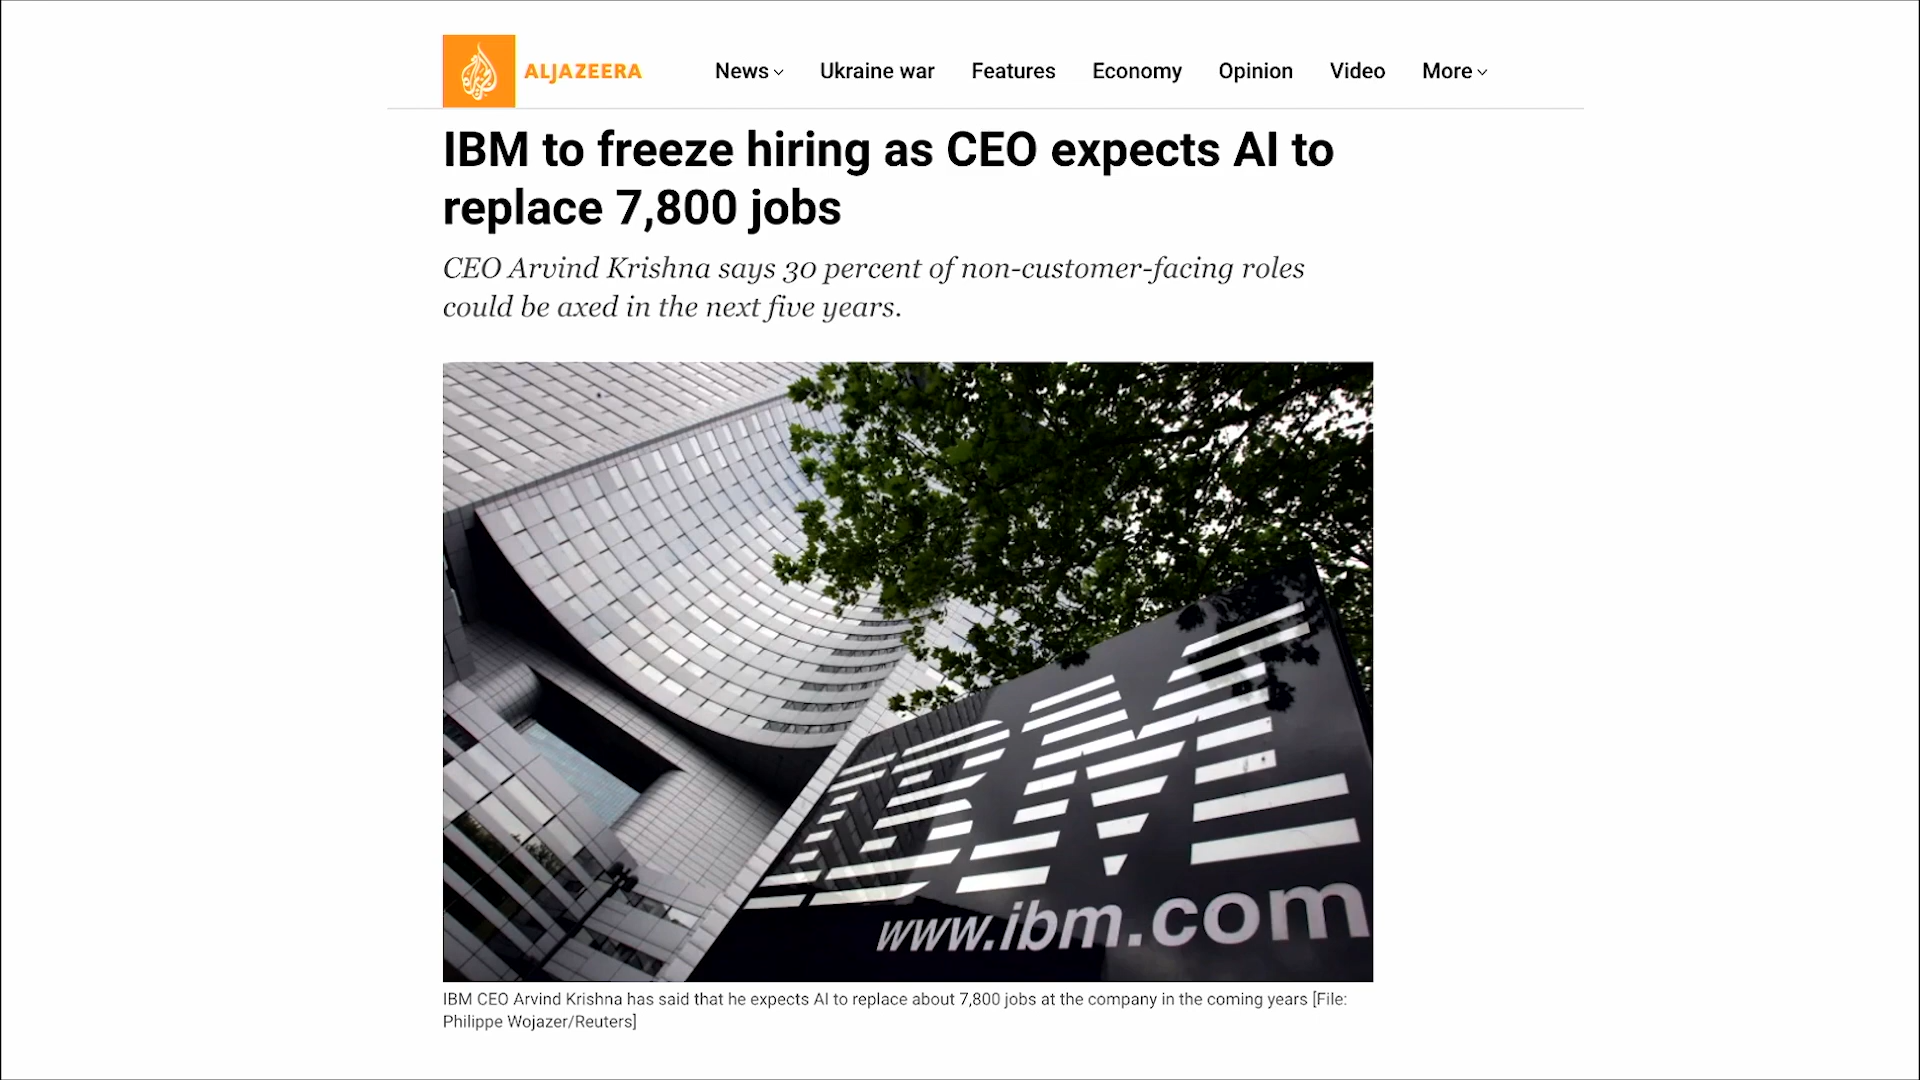 ALJAZEERA
News Ukraine war Features Economy Opinion Video More
IBM to freeze hiring as CEO expects AI to
replace 7,800 jobs
CEO Arvind Krishna says 30 percent of non-customer-facing roles
could be axed in the next five years.
IBM
www.ibm.com
IBM CEO Arvind Krishna has said that he expects AI to replace about 7,800 jobs at the company in the coming years [File:
Philippe Wojazer/Reuters]